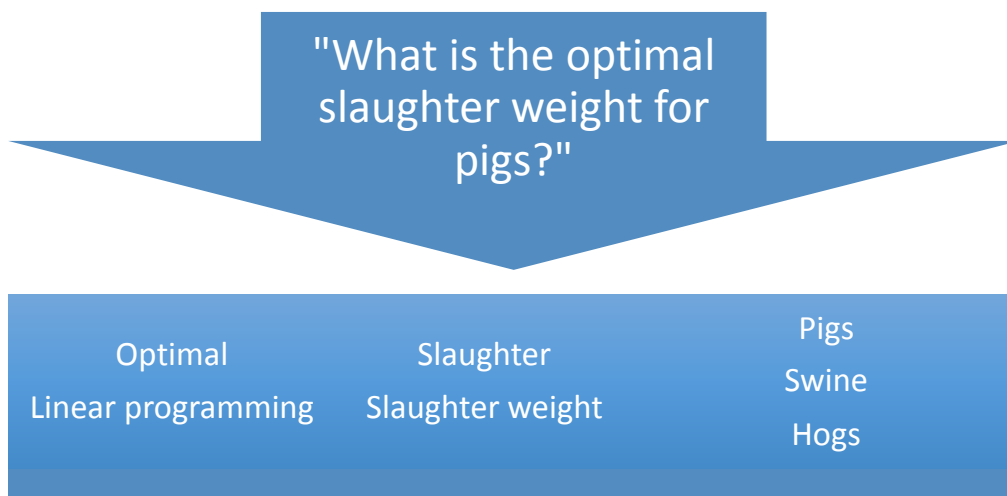 "What is the optimal
slaughter weight for
pigs?"
Optimal
Linear programming
Slaughter
Slaughter weight
Pigs
Swine
Hogs